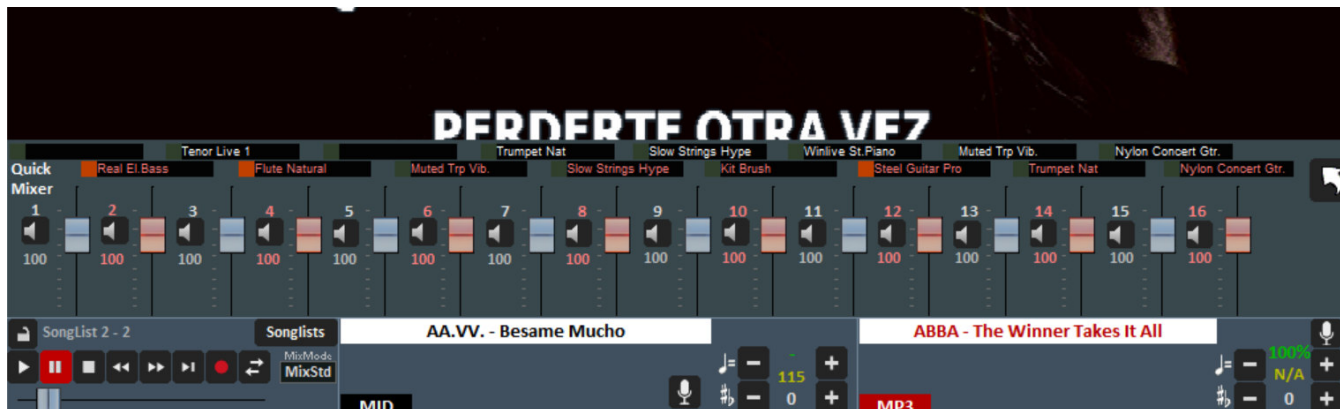 PERDERTE OTRA VEZ
Tenor Live 1 Trumpet Nat Slow Strings Hype Winlive St.Piano Muted Trp Vib. Nylon Concert Gtr.
Quick Mixer
Real El.Bass Flute Natural Muted Trp Vib. Slow Strings Hype Kit Brush Steel Guitar Pro Trumpet Nat Nylon Concert Gtr.
1 2 3 4 5 6 7 8 9 10 11 12 13 14 15 16
100 100 100 100 100 100 100 100 100 100 100 100 100 100 100 100
SongList 2 - 2 Songlists AA.VV. - Besame Mucho ABBA - The Winner Takes It All
MixMode
MixStd
- 115 100% N/A
MID 0 MP3 0